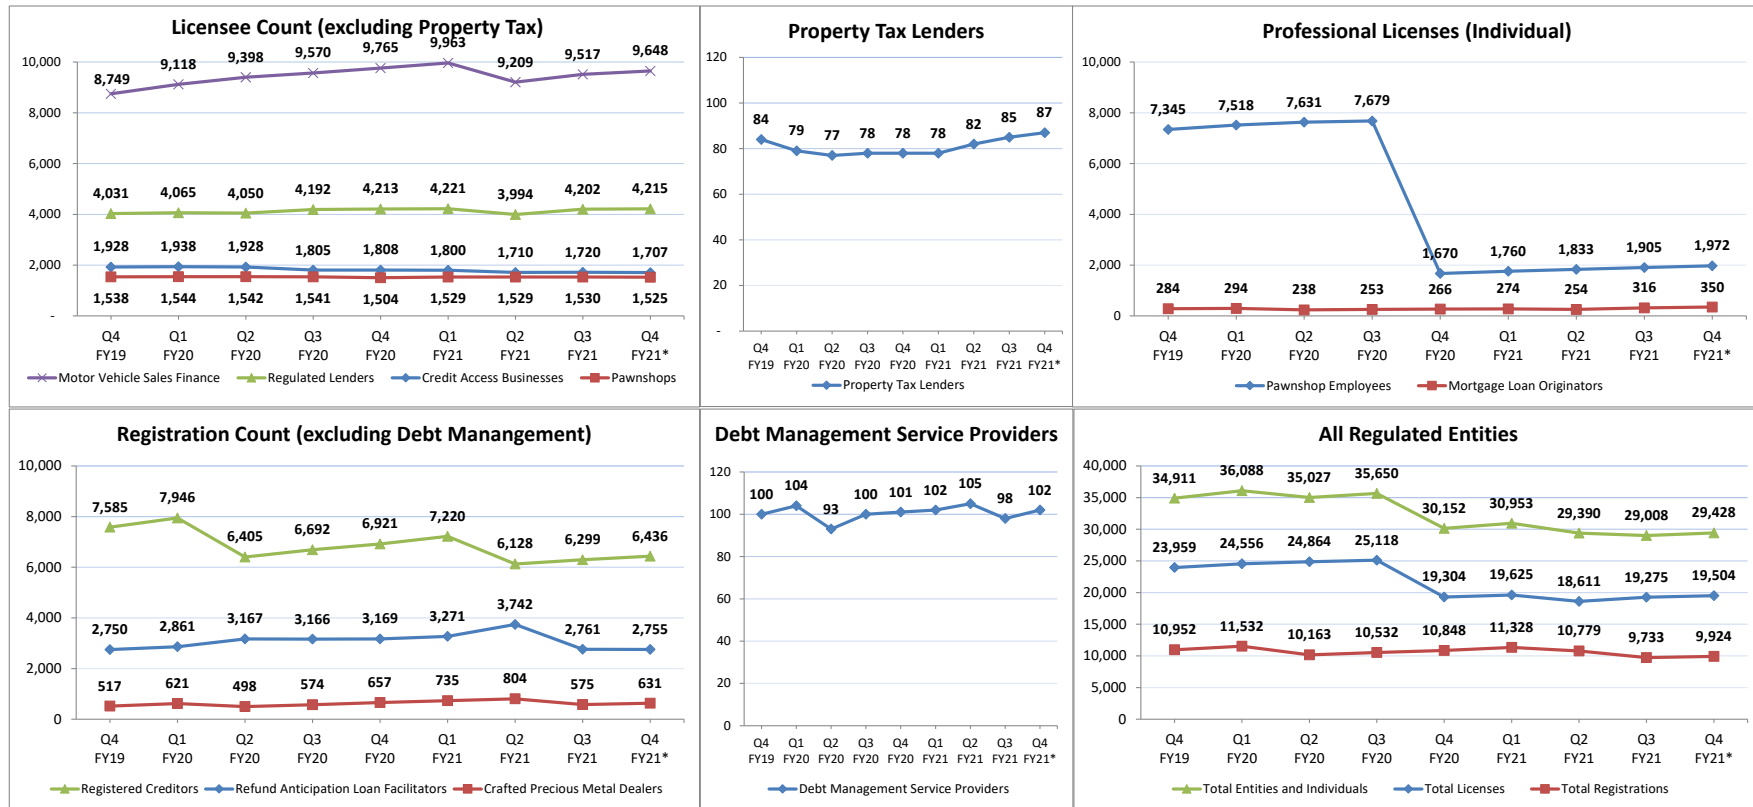 Licensee Count (excluding Property Tax)
10,000
8,000
6,000
4,000
2,000
-
8,749 9,118 9,398 9,570 9,765 9,963 9,209 9,517 9,648
4,031 4,065 4,050 4,192 4,213 4,221 3,994 4,202 4,215
1,928 1,938 1,928 1,805 1,808 1,800 1,710 1,720 1,707
1,538 1,544 1,542 1,541 1,504 1,529 1,529 1,530 1,525
Q4 Q1 Q2 Q3 Q4 Q1 Q2 Q3 Q4
FY19 FY20 FY20 FY20 FY20 FY21 FY21 FY21 FY21*
Motor Vehicle Sales Finance Regulated Lenders Credit Access Businesses Pawnshops
Property Tax Lenders
120
100
80
60
40
20
-
84 79 77 78 78 78 82 85 87
Q4 Q1 Q2 Q3 Q4 Q1 Q2 Q3 Q4
FY19 FY20 FY20 FY20 FY20 FY21 FY21 FY21 FY21*
Property Tax Lenders
Professional Licenses (Individual)
10,000
8,000
6,000
4,000
2,000
0
7,345 7,518 7,631 7,679 1,670 1,760 1,833 1,905 1,972
284 294 238 253 266 274 254 316 350
Q4 Q1 Q2 Q3 Q4 Q1 Q2 Q3 Q4
FY19 FY20 FY20 FY20 FY20 FY21 FY21 FY21 FY21*
Pawnshop Employees Mortgage Loan Originators
Registration Count (excluding Debt Manangement)
10,000
8,000
6,000
4,000
2,000
0
7,585 7,946 6,405 6,692 6,921 7,220 6,128 6,299 6,436
2,750 2,861 3,167 3,166 3,169 3,271 3,742 2,761 2,755
517 621 498 574 657 735 804 575 631
Q4 Q1 Q2 Q3 Q4 Q1 Q2 Q3 Q4
FY19 FY20 FY20 FY20 FY20 FY21 FY21 FY21 FY21*
Registered Creditors Refund Anticipation Loan Facilitators Crafted Precious Metal Dealers
Debt Management Service Providers
120
100
80
60
40
20
0
100 104 93 100 101 102 105 98 102
Q4 Q1 Q2 Q3 Q4 Q1 Q2 Q3 Q4
FY19 FY20 FY20 FY20 FY20 FY21 FY21 FY21 FY21*
Debt Management Service Providers
All Regulated Entities
40,000
35,000
30,000
25,000
20,000
15,000
10,000
5,000
0
34,911 36,088 35,027 35,650 30,152 30,953 29,390 29,008 29,428
23,959 24,556 24,864 25,118 19,304 19,625 18,611 19,275 19,504
10,952 11,532 10,163 10,532 10,848 11,328 10,779 9,733 9,924
Q4 Q1 Q2 Q3 Q4 Q1 Q2 Q3 Q4
FY19 FY20 FY20 FY20 FY20 FY21 FY21 FY21 FY21*
Total Entities and Individuals Total Licenses Total Registrations